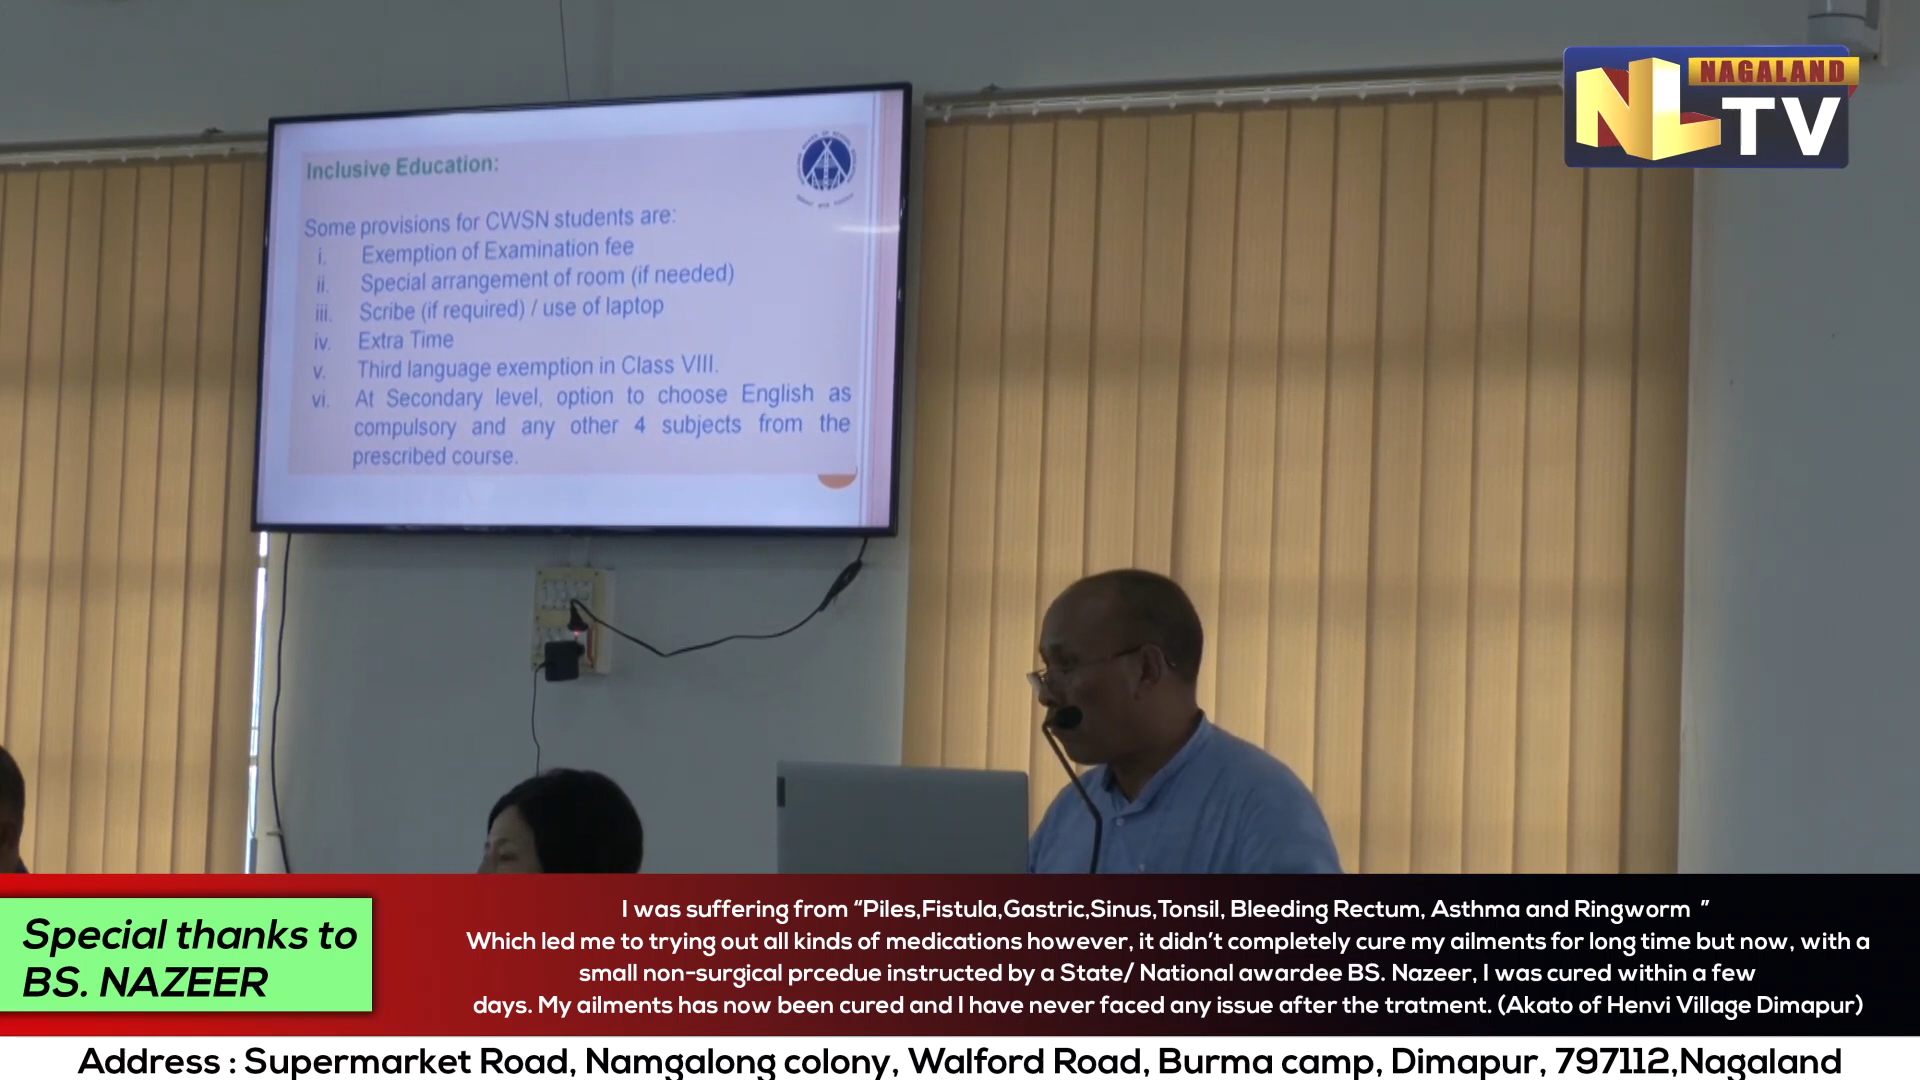 NAGALAND
NL TV
Inclusive Education:
Some provisions for CWSN students are:
i. Exemption of Examination fee
ii. Special arrangement of room (if needed)
iii. Scribe (if required) / use of laptop
iv. Extra Time
v. Third language exemption in Class VIII.
vi. At Secondary level, option to choose English as
compulsory and any other 4 subjects from the
prescribed course.
Special thanks to
BS. NAZEER
I was suffering from “Piles,Fistula,Gastric,Sinus,Tonsil, Bleeding Rectum, Asthma and Ringworm ”
Which led me to trying out all kinds of medications however, it didn’t completely cure my ailments for long time but now, with a
small non-surgical prcedue instructed by a State/ National awardee BS. Nazeer, I was cured within a few
days. My ailments has now been cured and I have never faced any issue after the tratment. (Akato of Henvi Village Dimapur)
Address : Supermarket Road, Namgalong colony, Walford Road, Burma camp, Dimapur, 797112,Nagaland